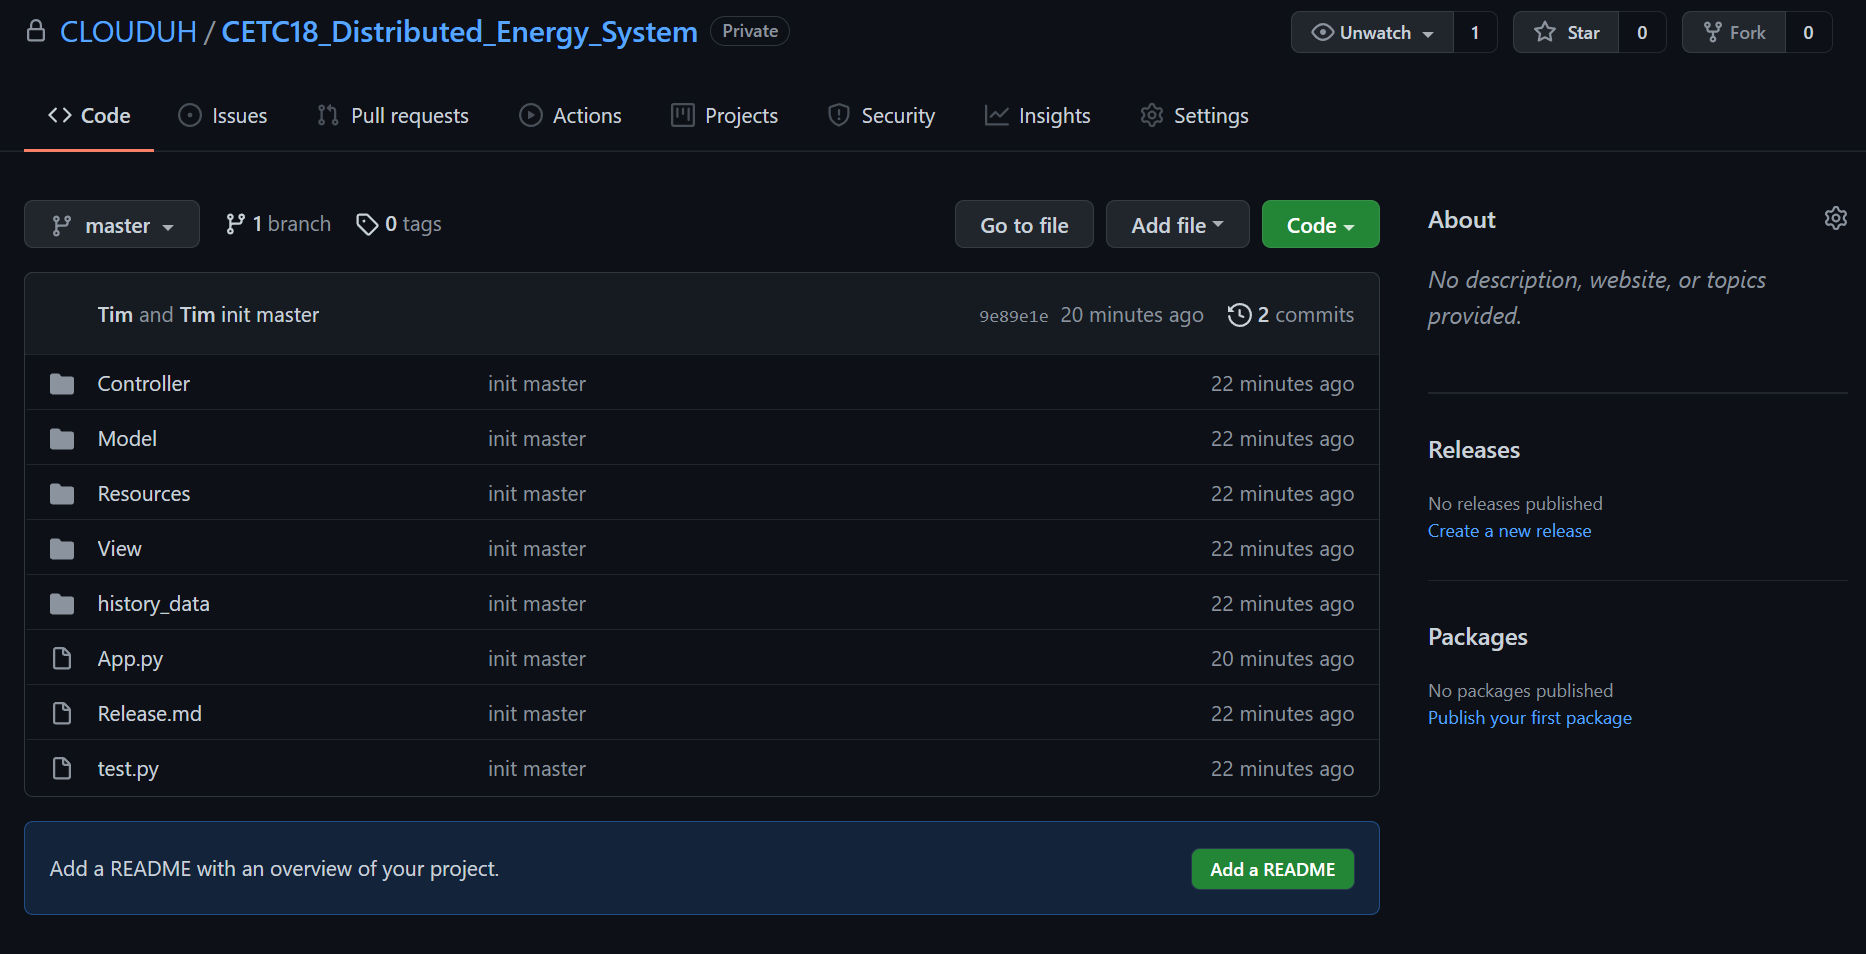 CLOUDUH / CETC18_Distributed_Energy_System Private
Unwatch 1 Star 0 Fork 0
Code Issues Pull requests Actions Projects Security Insights Settings
master 1 branch 0 tags Go to file Add file Code
Tim and Tim init master 9e89e1e 20 minutes ago 2 commits
Controller init master 22 minutes ago
Model init master 22 minutes ago
Resources init master 22 minutes ago
View init master 22 minutes ago
history_data init master 22 minutes ago
App.py init master 20 minutes ago
Release.md init master 22 minutes ago
test.py init master 22 minutes ago
Add a README with an overview of your project. Add a README
About
No description, website, or topics
provided.
Releases
No releases published
Create a new release
Packages
No packages published
Publish your first package